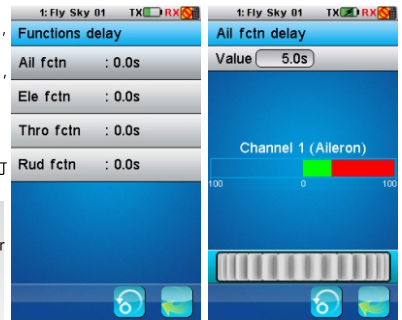 1: Fly Sky 01 TX RX
Functions delay
Ail fctn : 0.0s
Ele fctn : 0.0s
Thro fctn : 0.0s
Rud fctn : 0.0s
1: Fly Sky 01 TX RX
Ail fctn delay
Value 5.0s
Channel 1 (Aileron)
100 0 100